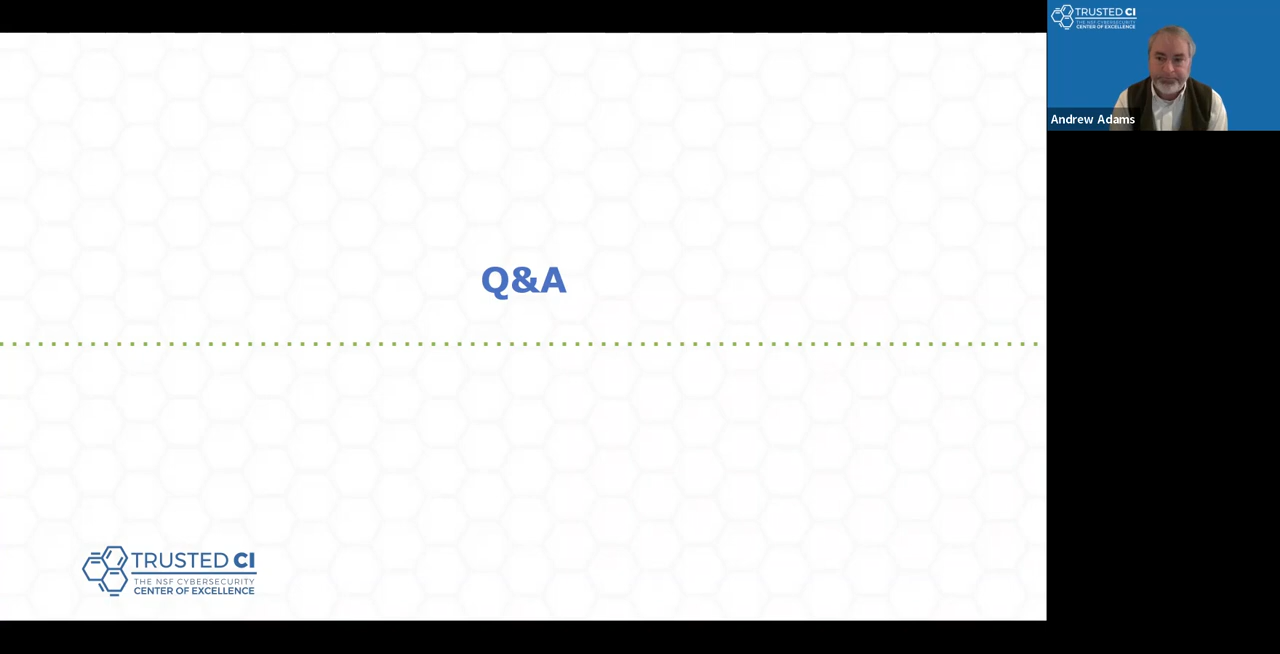 Q&A
TRUSTED CI
THE NSF CYBERSECURITY
CENTER OF EXCELLENCE
TRUSTED CI
THE NSF CYBERSECURITY
CENTER OF EXCELLENCE
Andrew Adams